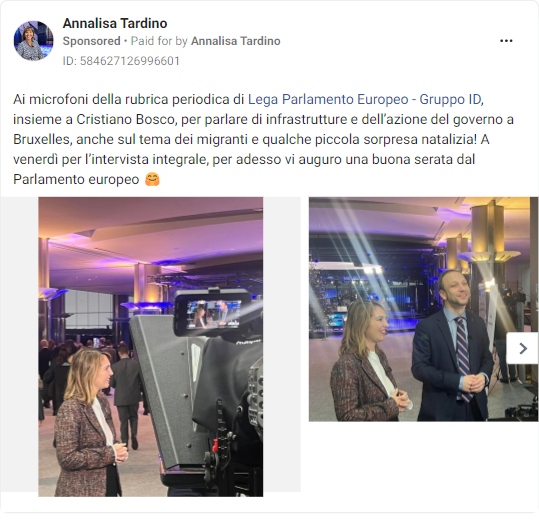 Annalisa Tardino
Sponsored • Paid for by Annalisa Tardino
ID: 584627126996601
Ai microfoni della rubrica periodica di Lega Parlamento Europeo - Gruppo ID,
insieme a Cristiano Bosco, per parlare di infrastrutture e dell’azione del governo a
Bruxelles, anche sul tema dei migranti e qualche piccola sorpresa natalizia! A
venerdì per l’intervista integrale, per adesso vi auguro una buona serata dal
Parlamento europeo 🤗